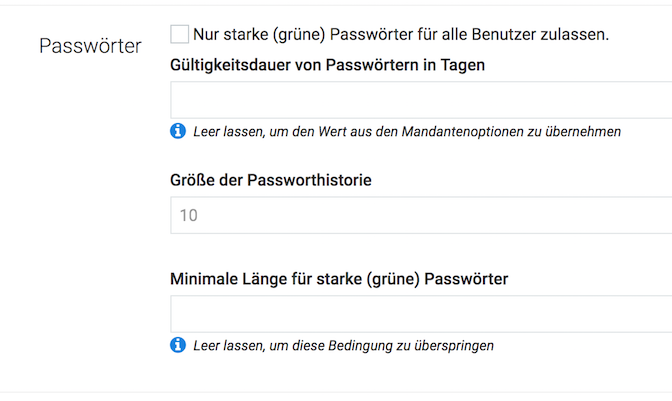 Passwörter
Nur starke (grüne) Passwörter für alle Benutzer zulassen.
Gültigkeitsdauer von Passwörtern in Tagen
Leer lassen, um den Wert aus den Mandantenoptionen zu übernehmen
Größe der Passworthistorie
10
Minimale Länge für starke (grüne) Passwörter
Leer lassen, um diese Bedingung zu überspringen